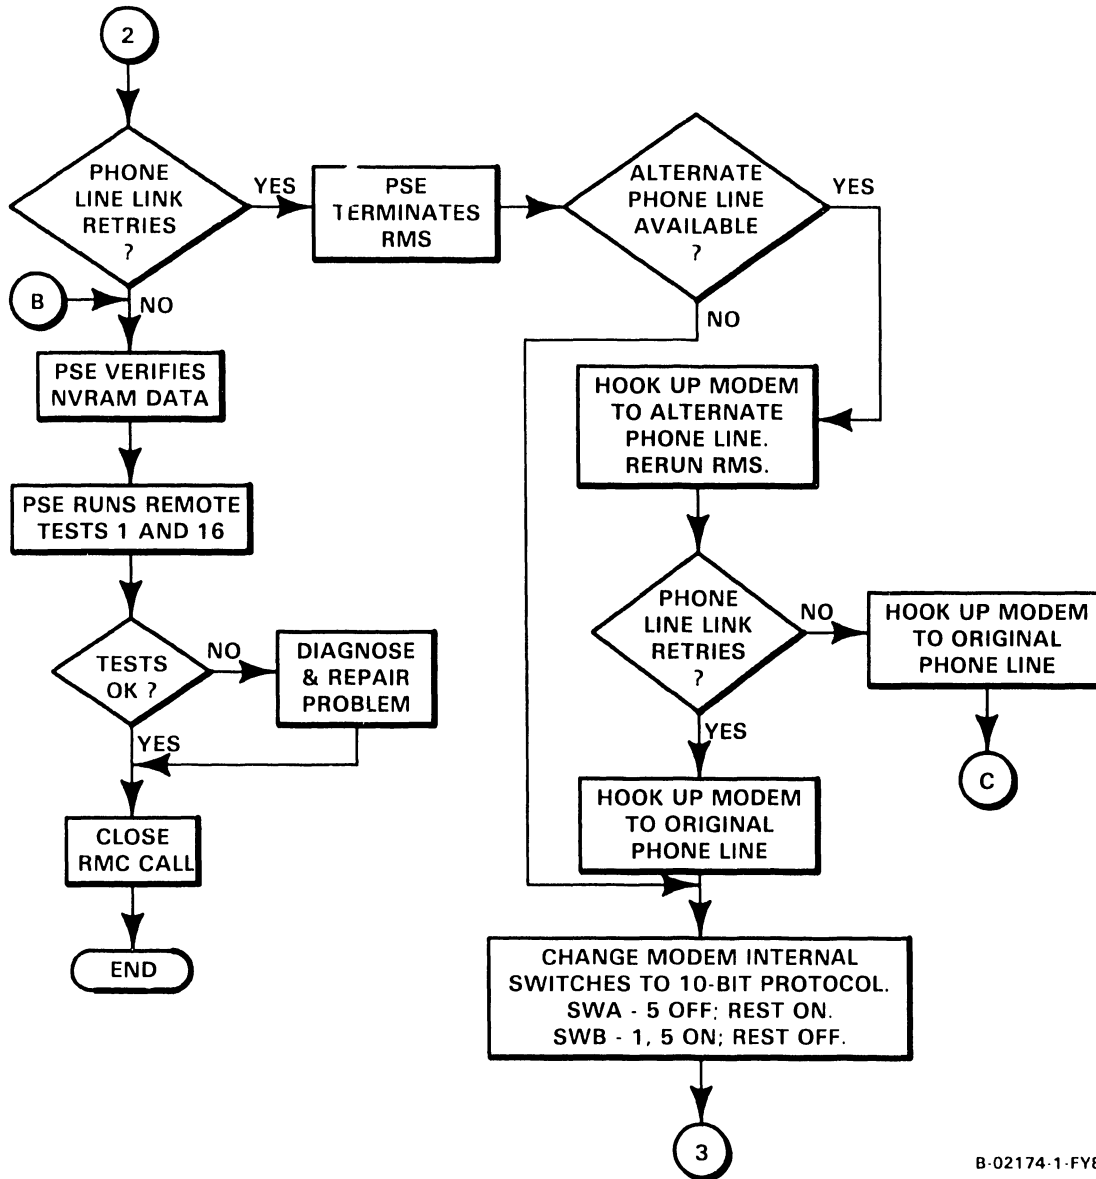 2
PHONE
LINE LINK
RETRIES
?
YES
PSE
TERMINATES
RMS
ALTERNATE
PHONE LINE
AVAILABLE
?
YES
B
NO
NO
PSE VERIFIES
NVRAM DATA
HOOK UP MODEM
TO ALTERNATE
PHONE LINE.
RERUN RMS.
PSE RUNS REMOTE
TESTS 1 AND 16
PHONE
LINE LINK
RETRIES
?
NO
HOOK UP MODEM
TO ORIGINAL
PHONE LINE
TESTS
OK ?
NO
DIAGNOSE
& REPAIR
PROBLEM
YES
YES
C
HOOK UP MODEM
TO ORIGINAL
PHONE LINE
CLOSE
RMC CALL
END
CHANGE MODEM INTERNAL
SWITCHES TO 10-BIT PROTOCOL.
SWA - 5 OFF; REST ON.
SWB - 1, 5 ON; REST OFF.
3
B-02174-1-FY8